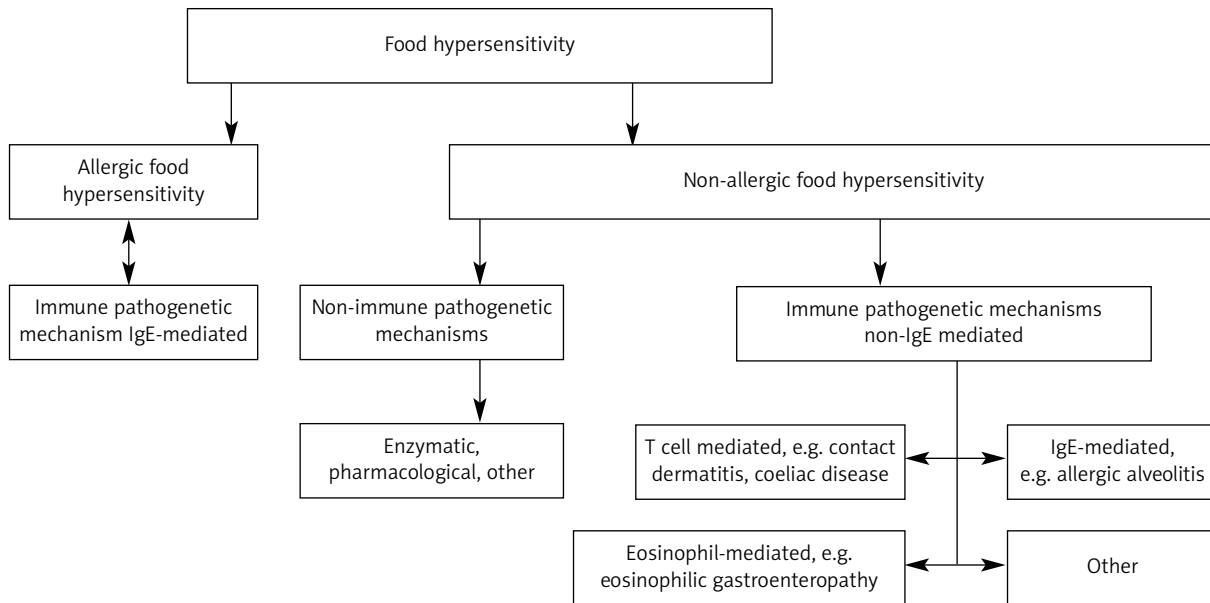 Food hypersensitivity
Allergic food
hypersensitivity
Non-allergic food hypersensitivity
Immune pathogenetic
mechanism IgE-mediated
Non-immune pathogenetic
mechanisms
Immune pathogenetic mechanisms
non-IgE mediated
Enzymatic,
pharmacological, other
T cell mediated, e.g. contact
dermatitis, coeliac disease
IgE-mediated,
e.g. allergic alveolitis
Eosinophil-mediated, e.g.
eosinophilic gastroenteropathy
Other